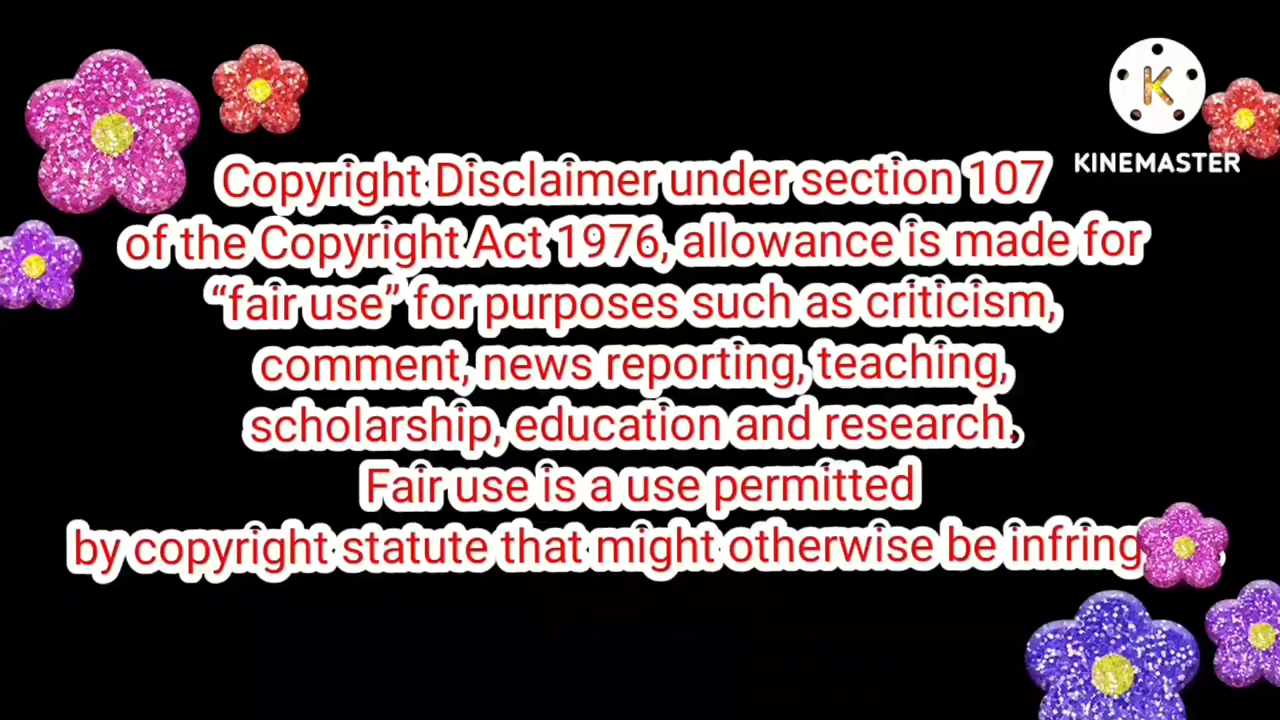 KINEMASTER
Copyright Disclaimer under section 107
of the Copyright Act 1976, allowance is made for
“fair use” for purposes such as criticism,
comment, news reporting, teaching,
scholarship, education and research.
Fair use is a use permitted
by copyright statute that might otherwise be infring